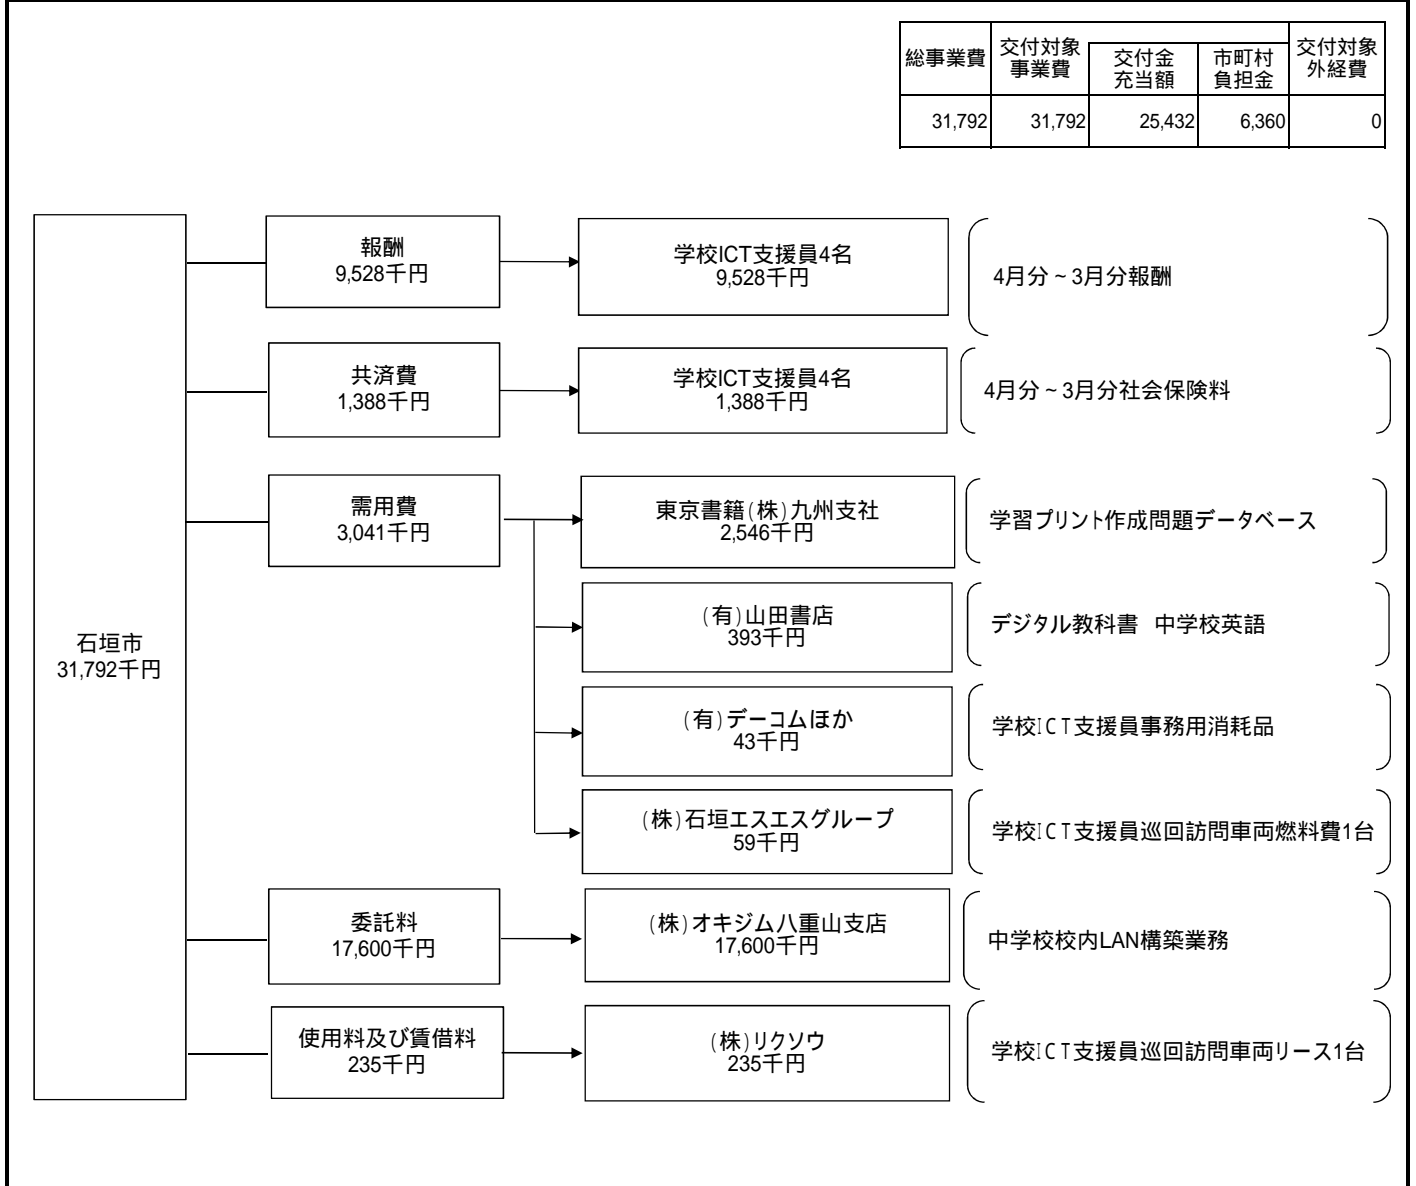 総事業費
交付対象
事業費
交付金
充当額
市町村
負担金
交付対象
外経費
31,792
31,792
25,432
6,360
0
石垣市
31,792千円
報酬
9,528千円
学校ICT支援員4名
9,528千円
4月分～3月分報酬
共済費
1,388千円
学校ICT支援員4名
1,388千円
4月分～3月分社会保険料
需用費
3,041千円
東京書籍(株)九州支社
2,546千円
学習プリント作成問題データベース
(有)山田書店
393千円
デジタル教科書　中学校英語
(有)デーコムほか
43千円
学校ICT支援員事務用消耗品
(株)石垣エスエスグループ
59千円
学校ICT支援員巡回訪問車両燃料費1台
委託料
17,600千円
(株)オキジム八重山支店
17,600千円
中学校校内LAN構築業務
使用料及び賃借料
235千円
(株)リクソウ
235千円
学校ICT支援員巡回訪問車両リース1台